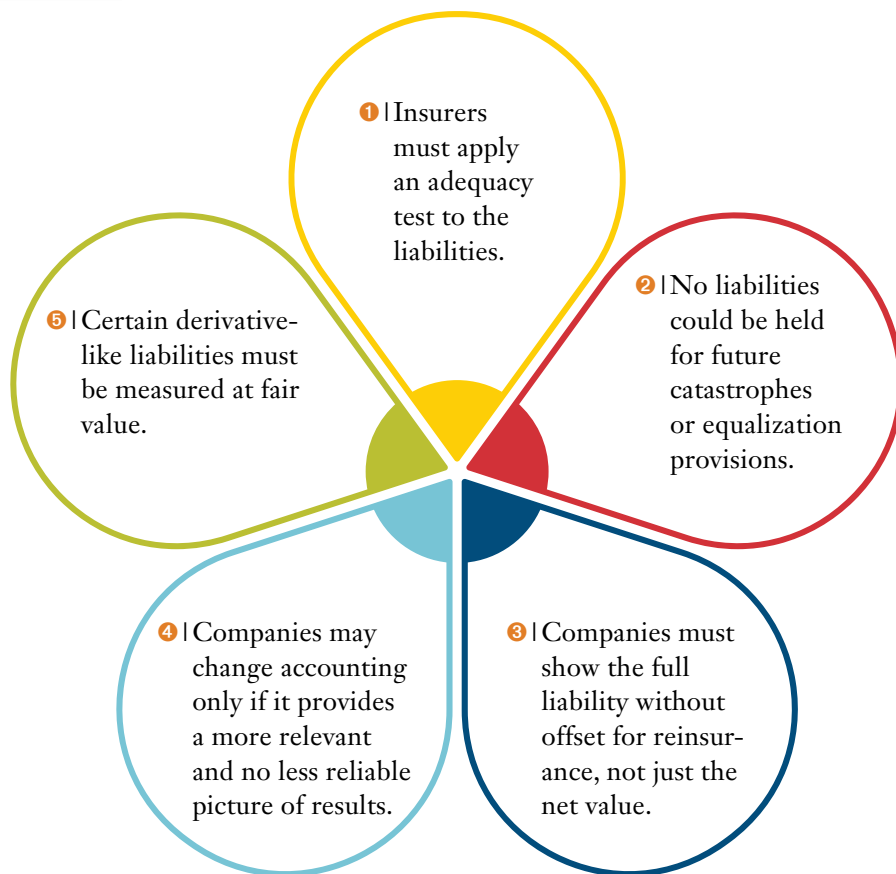 ❶ | Insurers
must apply
an adequacy
test to the
liabilities.
❷ | No liabilities
could be held
for future
catastrophes
or equalization
provisions.
❸ | Companies must
show the full
liability without
offset for reinsur-
ance, not just the
net value.
❹ | Companies may
change accounting
only if it provides
a more relevant
and no less reliable
picture of results.
❺ | Certain derivative-
like liabilities must
be measured at fair
value.